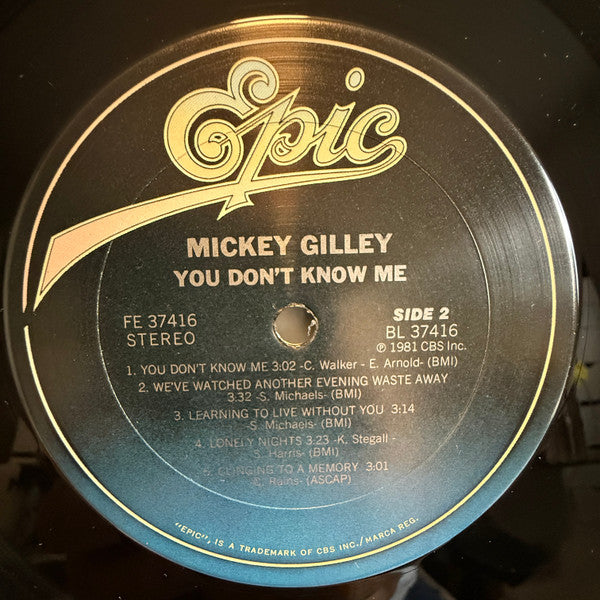 Epic
MICKEY GILLEY
YOU DON'T KNOW ME
FE 37416
STEREO
SIDE 2
BL 37416
℗ 1981 CBS Inc.
1. YOU DON'T KNOW ME 3:02 -C. Walker - E. Arnold- (BMI)
2. WE'VE WATCHED ANOTHER EVENING WASTE AWAY
3:32 -S. Michaels- (BMI)
3. LEARNING TO LIVE WITHOUT YOU 3:14
-S. Michaels- (BMI)
4. LONELY NIGHTS 3:23 -K. Stegall -
S. Harris- (BMI)
5. CLINGING TO A MEMORY 3:01
Rains- (ASCAP)
"EPIC", IS A TRADEMARK OF CBS INC./MARCA REG.